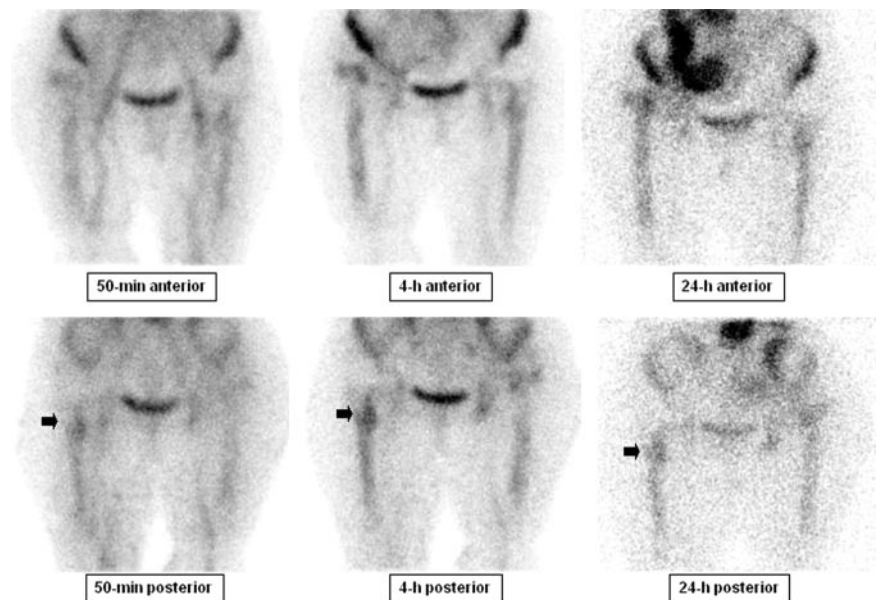 50-min anterior
4-h anterior
24-h anterior
50-min posterior
4-h posterior
24-h posterior